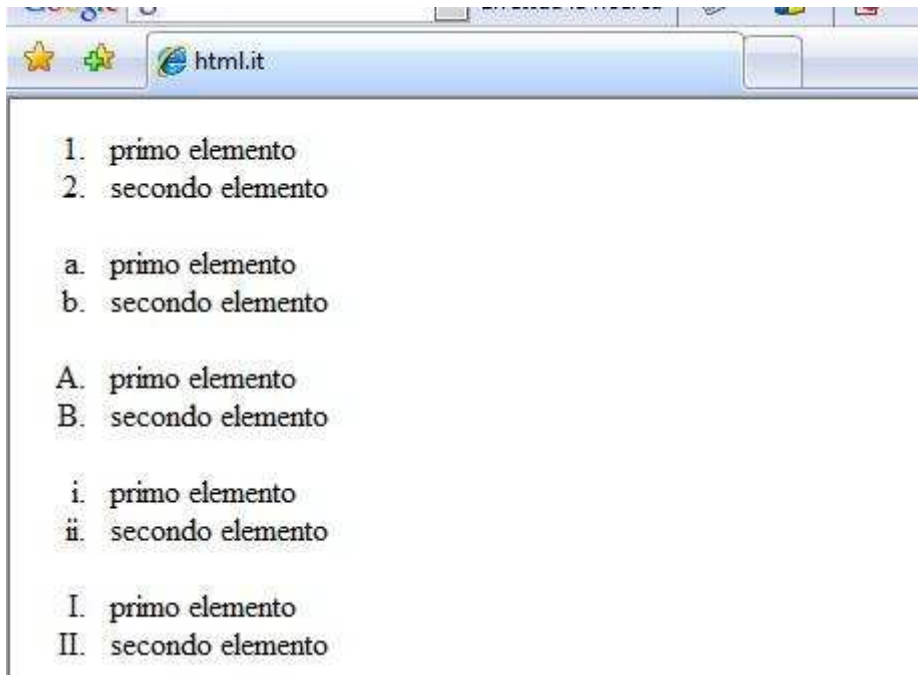 Google
html.it
1. primo elemento
2. secondo elemento
a. primo elemento
b. secondo elemento
A. primo elemento
B. secondo elemento
i. primo elemento
ii. secondo elemento
I. primo elemento
II. secondo elemento